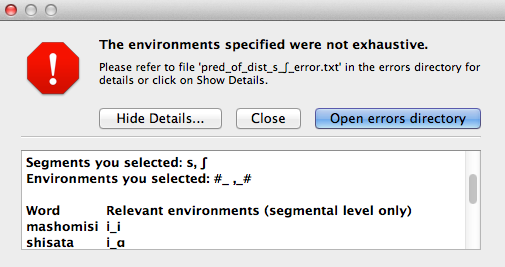 The environments specified were not exhaustive.
Please refer to file 'pred_of_dist_s_ʃ_error.txt' in the errors directory for
details or click on Show Details.
Hide Details...
Close
Open errors directory
Segments you selected: s, ʃ
Environments you selected: #_ ,_#
Word Relevant environments (segmental level only)
mashomisi i_i
shisata i_ɑ